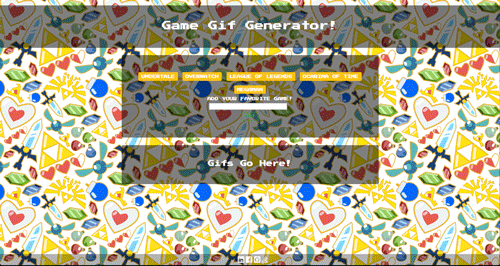 Game Gif Generator!
UNDERTALE OVERWATCH LEAGUE OF LEGENDS OCARINA OF TIME
MEGAMAN
ADD YOUR FAVORITE GAME!
Gifs Go Here!